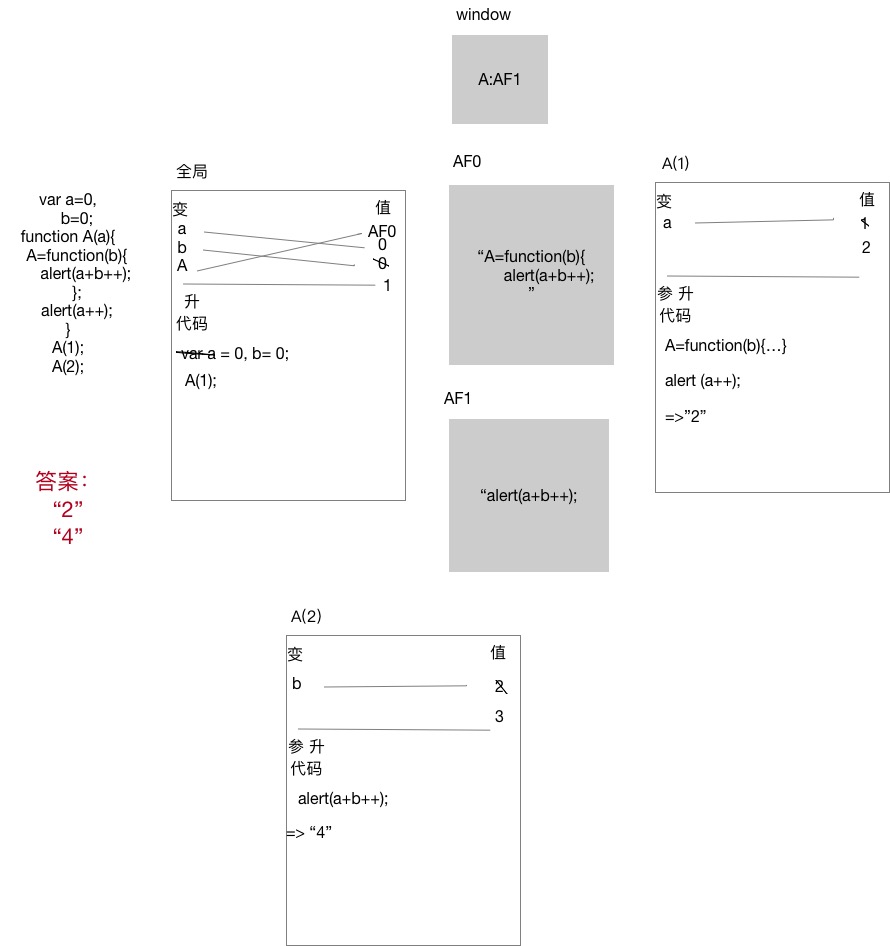 window
A:AF1
var a=0,
b=0;
function A(a){
A=function(b){
alert(a+b++);
};
alert(a++);
}
A(1);
A(2);
答案：
“2”
“4”
全局
变 值
a AF0
b 0
A 0
1
升
代码
var a = 0, b= 0;
A(1);
AF0
“A=function(b){
alert(a+b++);
”
AF1
“alert(a+b++);
A(1)
变 值
a 1
2
参 升
代码
A=function(b){…}
alert (a++);
=>”2”
A(2)
变 值
b 2
3
参 升
代码
alert(a+b++);
=> “4”